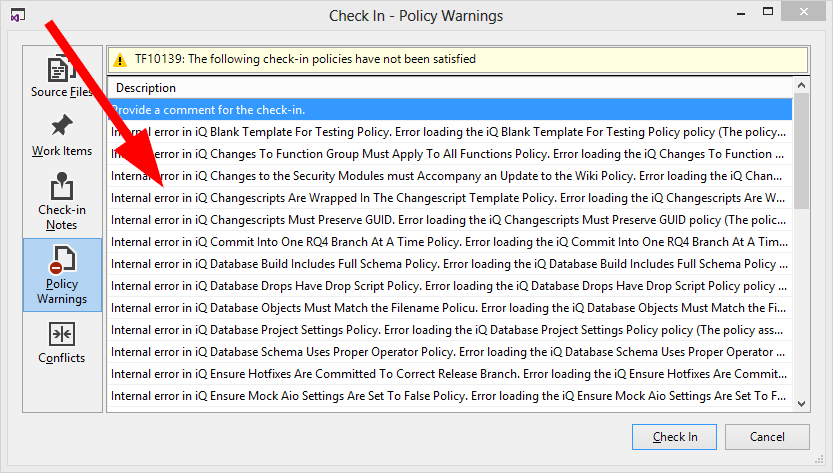 Check In - Policy Warnings
TF10139: The following check-in policies have not been satisfied
Source Files
Work Items
Check-in
Notes
Policy
Warnings
Conflicts
Description
Provide a comment for the check-in.
Internal error in iQ Blank Template For Testing Policy. Error loading the iQ Blank Template For Testing Policy policy (The policy...
Internal error in iQ Changes To Function Group Must Apply To All Functions Policy. Error loading the iQ Changes To Function ...
Internal error in iQ Changes to the Security Modules must Accompany an Update to the Wiki Policy. Error loading the iQ Chan...
Internal error in iQ Changescripts Are Wrapped In The Changescript Template Policy. Error loading the iQ Changescripts Are W...
Internal error in iQ Changescripts Must Preserve GUID. Error loading the iQ Changescripts Must Preserve GUID policy (The polic...
Internal error in iQ Commit Into One RQ4 Branch At A Time Policy. Error loading the iQ Commit Into One RQ4 Branch At A Tim...
Internal error in iQ Database Build Includes Full Schema Policy. Error loading the iQ Database Build Includes Full Schema Policy ...
Internal error in iQ Database Drops Have Drop Script Policy. Error loading the iQ Database Drops Have Drop Script Policy policy ...
Internal error in iQ Database Objects Must Match the Filename Policu. Error loading the iQ Database Objects Must Match the Fi...
Internal error in iQ Database Project Settings Policy. Error loading the iQ Database Project Settings Policy policy (The policy ass...
Internal error in iQ Database Schema Uses Proper Operator Policy. Error loading the iQ Database Schema Uses Proper Operator ...
Internal error in iQ Ensure Hotfixes Are Committed To Correct Release Branch. Error loading the iQ Ensure Hotfixes Are Commit...
Internal error in iQ Ensure Mock Aio Settings Are Set To False Policy. Error loading the iQ Ensure Mock Aio Settings Are Set To F...
Check In
Cancel